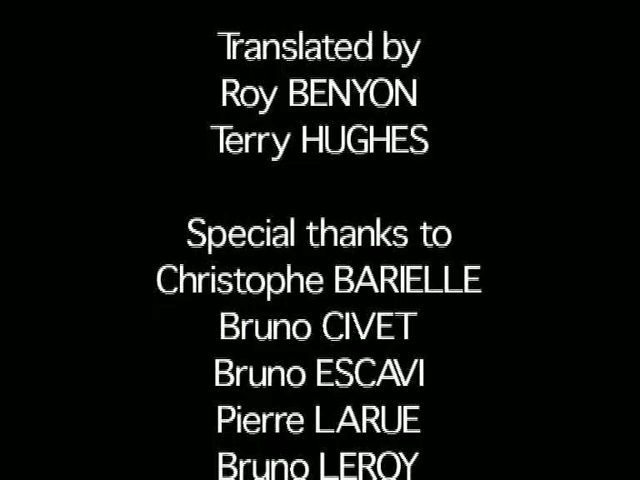 Translated by
Roy BENYON
Terry HUGHES
Special thanks to
Christophe BARIELLE
Bruno CIVET
Bruno ESCAVI
Pierre LARUE
Bruno LEROY